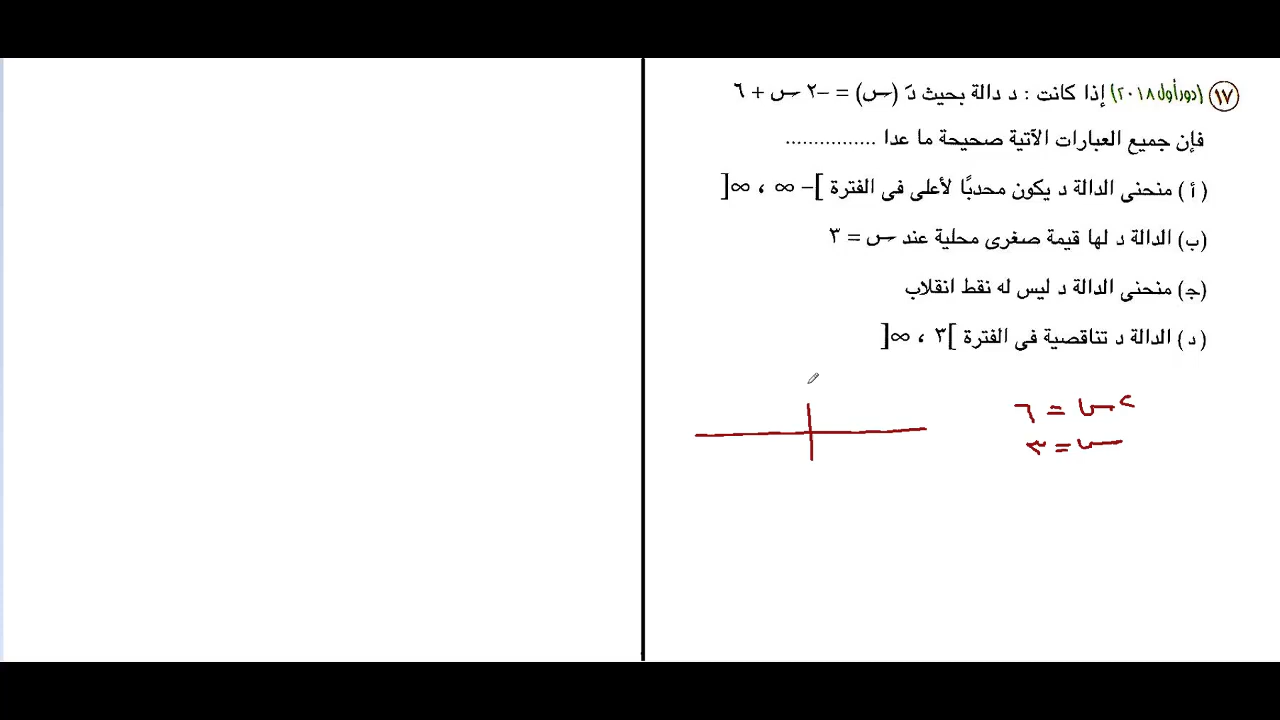 ١٧ (دور أول ٢٠١٨) إذا كانت : د دالة بحيث دَ (س) = –٢ س + ٦
فإن جميع العبارات الآتية صحيحة ما عدا ................
(أ) منحنى الدالة د يكون محدبًا لأعلى فى الفترة ]– ∞ ، ∞[
(ب) الدالة د لها قيمة صغرى محلية عند س = ٣
(جـ) منحنى الدالة د ليس له نقط انقلاب
(د) الدالة د تناقصية فى الفترة ]٣ ، ∞[
٢س = ٦
س = ٣